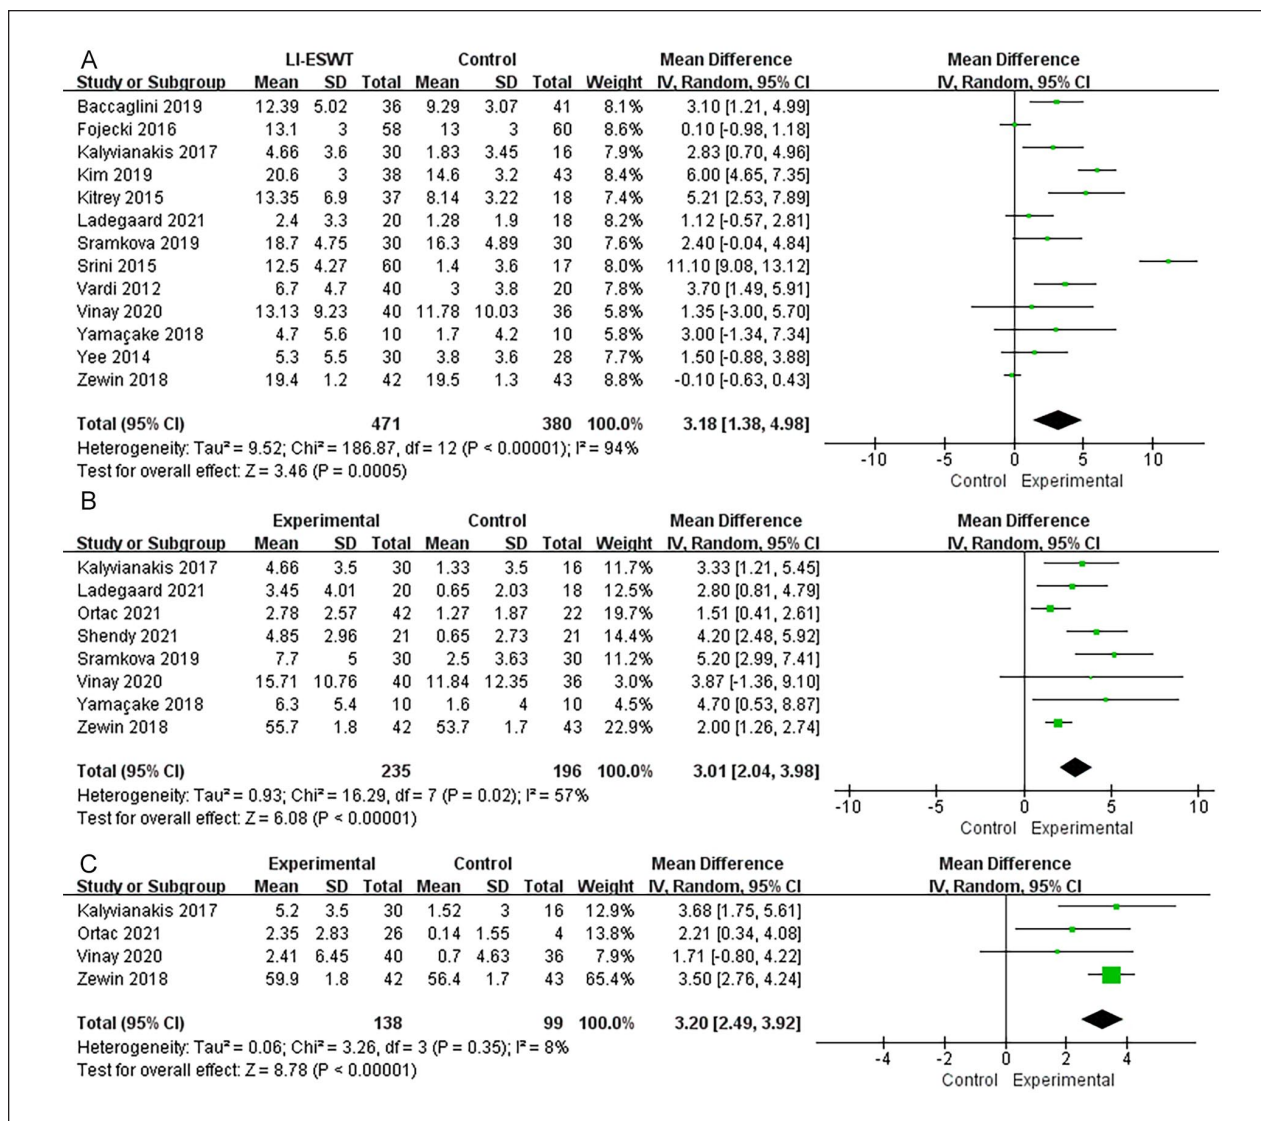 A
LI-ESWT Control Mean Difference Mean Difference
Study or Subgroup Mean SD Total Mean SD Total Weight IV, Random, 95% CI IV, Random, 95% CI
Baccaglini 2019 12.39 5.02 36 9.29 3.07 41 8.1% 3.10 [1.21, 4.99]
Fojecki 2016 13.1 3 58 13 3 60 8.6% 0.10 [-0.98, 1.18]
Kalyvianakis 2017 4.66 3.6 30 1.83 3.45 16 7.9% 2.83 [0.70, 4.96]
Kim 2019 20.6 3 38 14.6 3.2 43 8.4% 6.00 [4.65, 7.35]
Kitrey 2015 13.35 6.9 37 8.14 3.22 18 7.4% 5.21 [2.53, 7.89]
Ladegaard 2021 2.4 3.3 20 1.28 1.9 18 8.2% 1.12 [-0.57, 2.81]
Sramkova 2019 18.7 4.75 30 16.3 4.89 30 7.6% 2.40 [-0.04, 4.84]
Srini 2015 12.5 4.27 60 1.4 3.6 17 8.0% 11.10 [9.08, 13.12]
Vardi 2012 6.7 4.7 40 3 3.8 20 7.8% 3.70 [1.49, 5.91]
Vinay 2020 13.13 9.23 40 11.78 10.03 36 5.8% 1.35 [-3.00, 5.70]
Yamaçake 2018 4.7 5.6 10 1.7 4.2 10 5.8% 3.00 [-1.34, 7.34]
Yee 2014 5.3 5.5 30 3.8 3.6 28 7.7% 1.50 [-0.88, 3.88]
Zewin 2018 19.4 1.2 42 19.5 1.3 43 8.8% -0.10 [-0.63, 0.43]
Total (95% CI) 471 380 100.0% 3.18 [1.38, 4.98]
Heterogeneity: Tau² = 9.52; Chi² = 186.87, df = 12 (P < 0.00001); I² = 94%
Test for overall effect: Z = 3.46 (P = 0.0005)
-10 -5 0 5 10
Control Experimental
B
Experimental Control Mean Difference Mean Difference
Study or Subgroup Mean SD Total Mean SD Total Weight IV, Random, 95% CI IV, Random, 95% CI
Kalyvianakis 2017 4.66 3.5 30 1.33 3.5 16 11.7% 3.33 [1.21, 5.45]
Ladegaard 2021 3.45 4.01 20 0.65 2.03 18 12.5% 2.80 [0.81, 4.79]
Ortac 2021 2.78 2.57 42 1.27 1.87 22 19.7% 1.51 [0.41, 2.61]
Shendy 2021 4.85 2.96 21 0.65 2.73 21 14.4% 4.20 [2.48, 5.92]
Sramkova 2019 7.7 5 30 2.5 3.63 30 11.2% 5.20 [2.99, 7.41]
Vinay 2020 15.71 10.76 40 11.84 12.35 36 3.0% 3.87 [-1.36, 9.10]
Yamaçake 2018 6.3 5.4 10 1.6 4 10 4.5% 4.70 [0.53, 8.87]
Zewin 2018 55.7 1.8 42 53.7 1.7 43 22.9% 2.00 [1.26, 2.74]
Total (95% CI) 235 196 100.0% 3.01 [2.04, 3.98]
Heterogeneity: Tau² = 0.93; Chi² = 16.29, df = 7 (P = 0.02); I² = 57%
Test for overall effect: Z = 6.08 (P < 0.00001)
-10 -5 0 5 10
Control Experimental
C
Experimental Control Mean Difference Mean Difference
Study or Subgroup Mean SD Total Mean SD Total Weight IV, Random, 95% CI IV, Random, 95% CI
Kalyvianakis 2017 5.2 3.5 30 1.52 3 16 12.9% 3.68 [1.75, 5.61]
Ortac 2021 2.35 2.83 26 0.14 1.55 4 13.8% 2.21 [0.34, 4.08]
Vinay 2020 2.41 6.45 40 0.7 4.63 36 7.9% 1.71 [-0.80, 4.22]
Zewin 2018 59.9 1.8 42 56.4 1.7 43 65.4% 3.50 [2.76, 4.24]
Total (95% CI) 138 99 100.0% 3.20 [2.49, 3.92]
Heterogeneity: Tau² = 0.06; Chi² = 3.26, df = 3 (P = 0.35); I² = 8%
Test for overall effect: Z = 8.78 (P < 0.00001)
-4 -2 0 2 4
Control Experimental